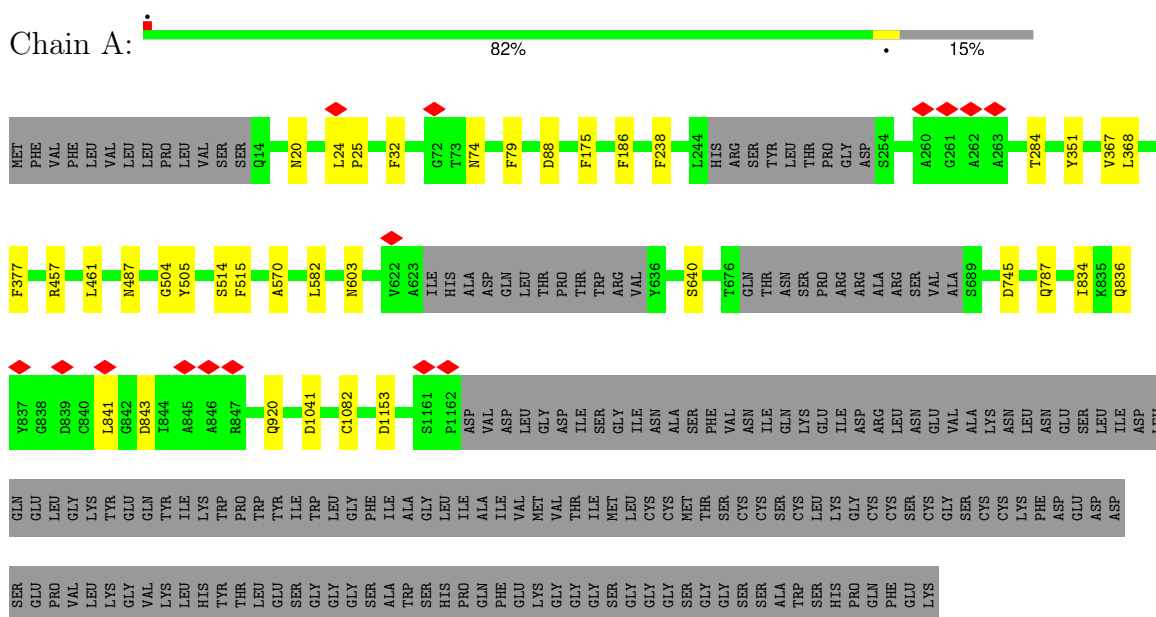 Chain A:
• 82% • 15%
MET PHE VAL PHE LEU VAL LEU LEU PRO LEU VAL SER SER Q14 N20 L24 P25 F32 G72 T73 N74 F79 D88 F175 F186 F238 L244 HIS ARG SER TYR LEU THR PRO GLY ASP S254 A260 G261 A262 A263 T284 Y351 V367 L368
F377 R457 L461 N487 G504 Y505 S514 F515 A570 L582 N603 V622 A623 ILE HIS ALA ASP GLN LEU THR PRO THR TRP ARG VAL Y636 S640 T676 GLN THR ASN SER PRO ARG ARG ALA ARG SER VAL ALA S689 D745 Q787 I834 K835 Q836
Y837 G838 D839 C840 L841 G842 D843 I844 A845 A846 R847 Q920 D1041 C1082 D1153 S1161 P1162 ASP VAL ASP LEU GLY ASP ILE SER GLY ILE ASN ALA SER PHE VAL ASN ILE GLN LYS GLU ILE ASP ARG LEU ASN GLU VAL ALA LYS ASN LEU ASN GLU SER LEU ILE ASP LEU
GLN GLU LEU GLY LYS TYR GLU GLN TYR ILE LYS TRP PRO TRP TYR ILE TRP LEU GLY PHE ILE ALA GLY LEU ILE ALA ILE VAL MET VAL THR ILE MET LEU CYS CYS MET THR SER CYS CYS SER CYS LEU LYS GLY CYS CYS SER CYS GLY SER CYS CYS LYS PHE ASP GLU ASP ASP
SER GLU PRO VAL LEU LYS GLY VAL LYS LEU HIS TYR THR LEU GLU SER GLY GLY GLY SER ALA TRP SER HIS PRO GLN PHE GLU LYS GLY GLY GLY SER GLY GLY GLY SER GLY GLY SER SER ALA TRP SER HIS PRO GLN PHE GLU LYS